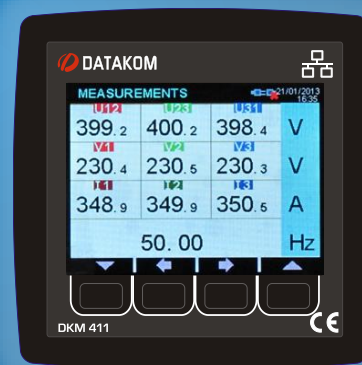 DATAKOM
MEASUREMENTS 21/01/2013
16:35
U12 U23 U31
399.2 400.2 398.4 V
V1 V2 V3
230.4 230.5 230.3 V
I1 I2 I3
348.9 349.9 350.5 A
50.00 Hz
DKM 411 CE